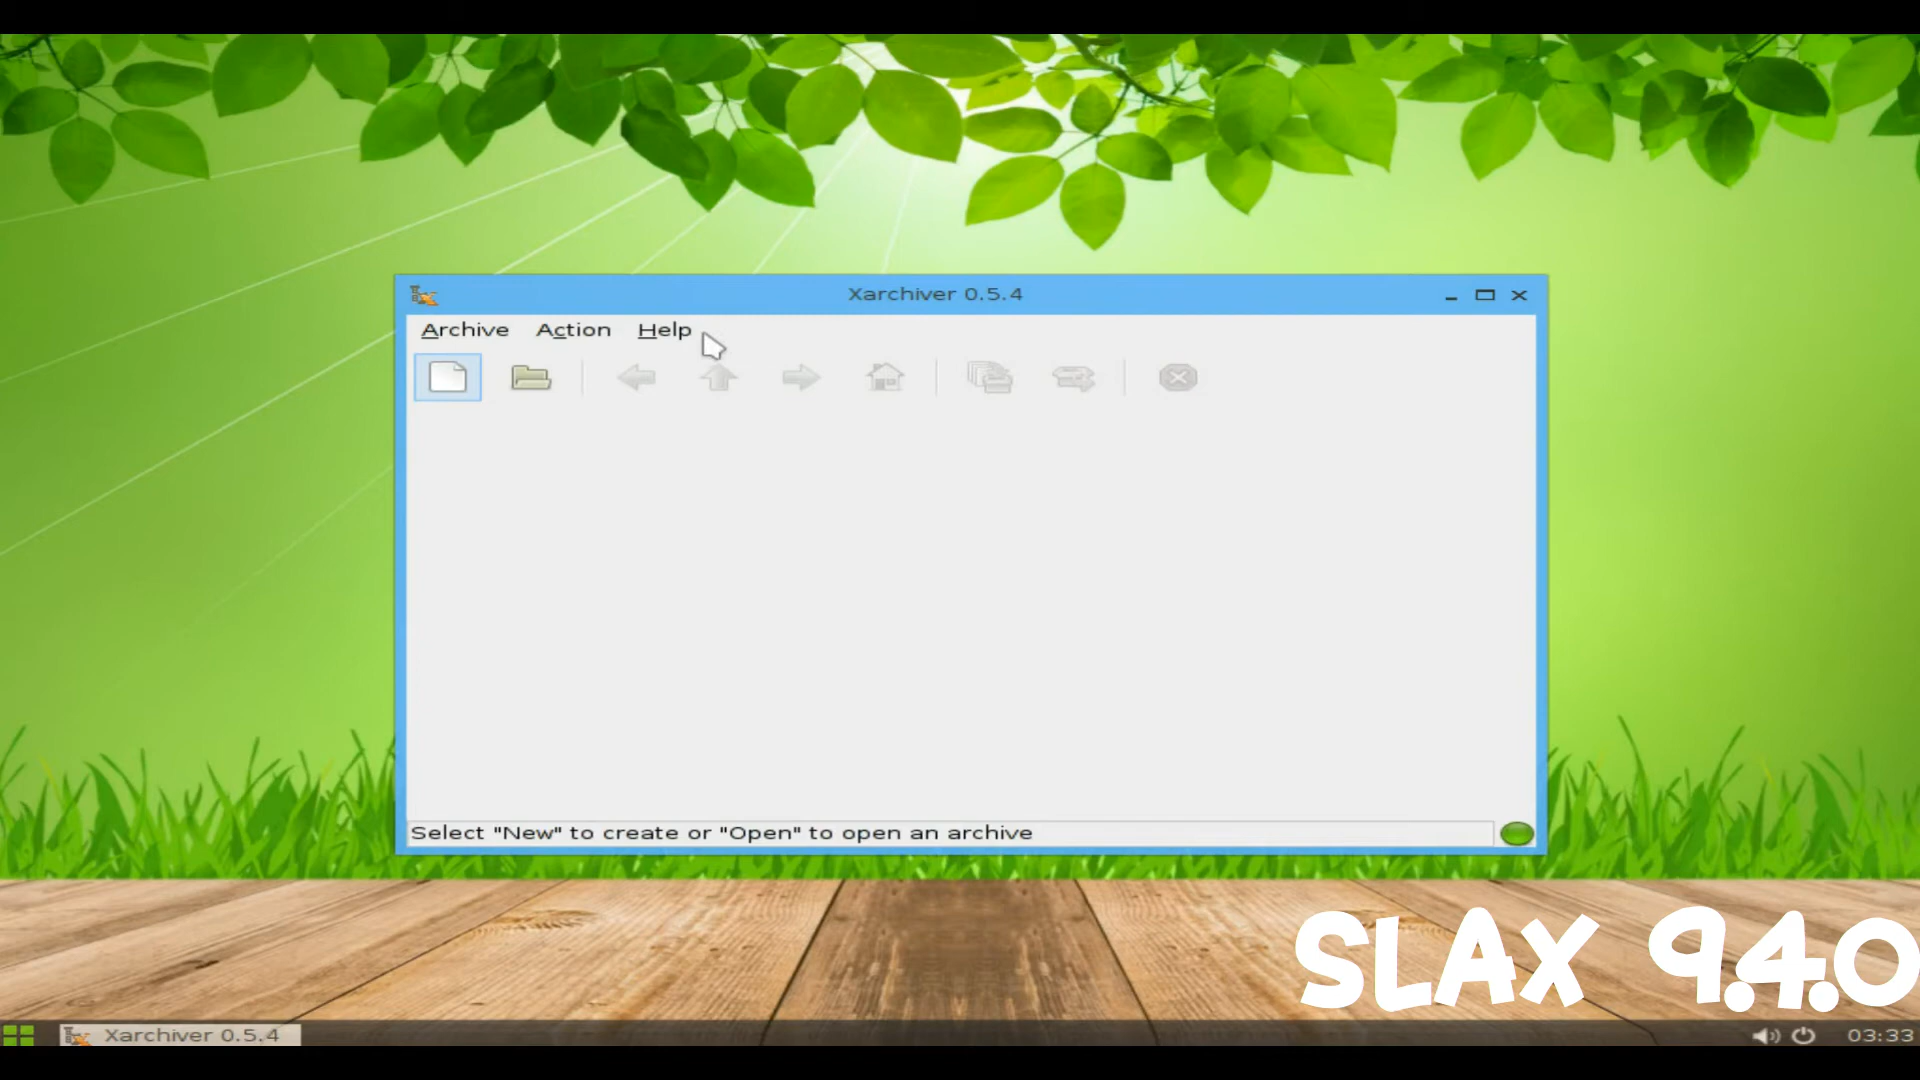 Xarchiver 0.5.4
Archive Action Help
Select "New" to create or "Open" to open an archive
SLAX 9.4.0
Xarchiver 0.5.4
03:33